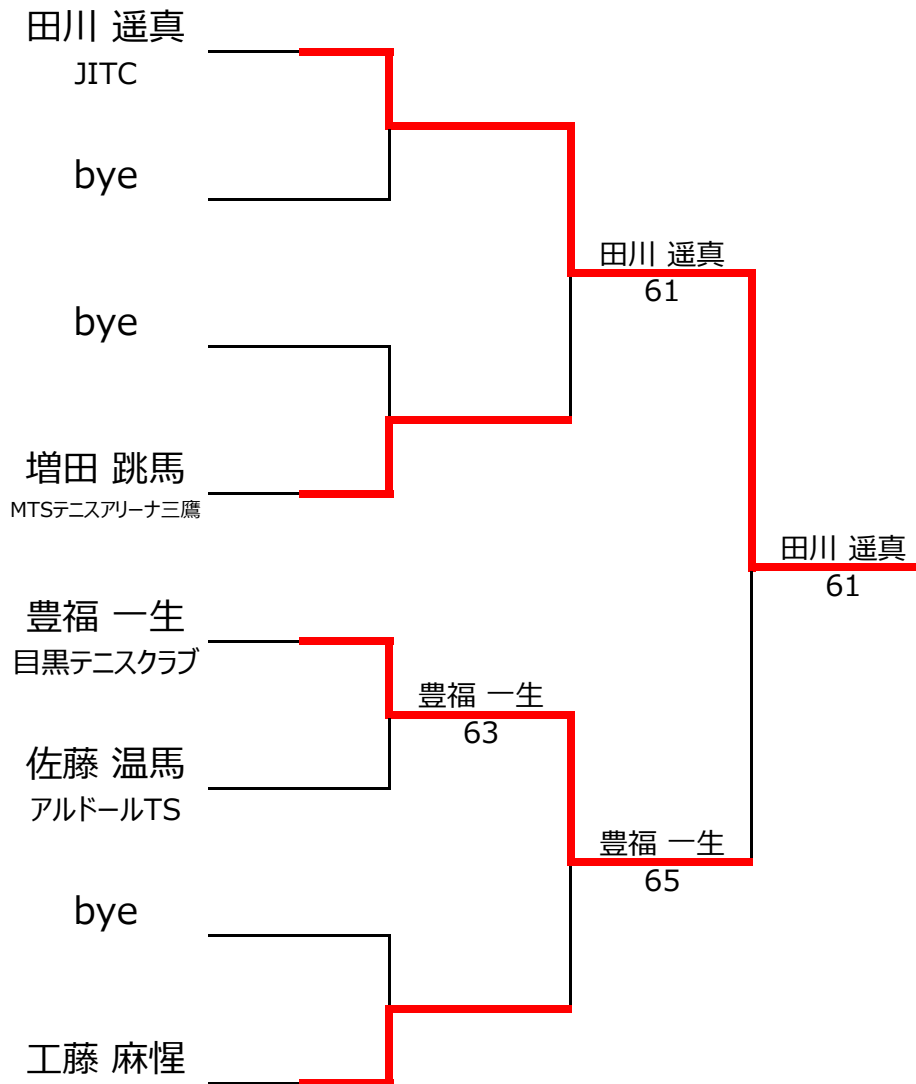 田川 遥真
JITC
bye
bye
増田 跳馬
MTSテニスアリーナ三鷹
豊福 一生
目黒テニスクラブ
佐藤 温馬
アルドールTS
bye
工藤 麻惺
田川 遥真
61
豊福 一生
63
豊福 一生
65
田川 遥真
61